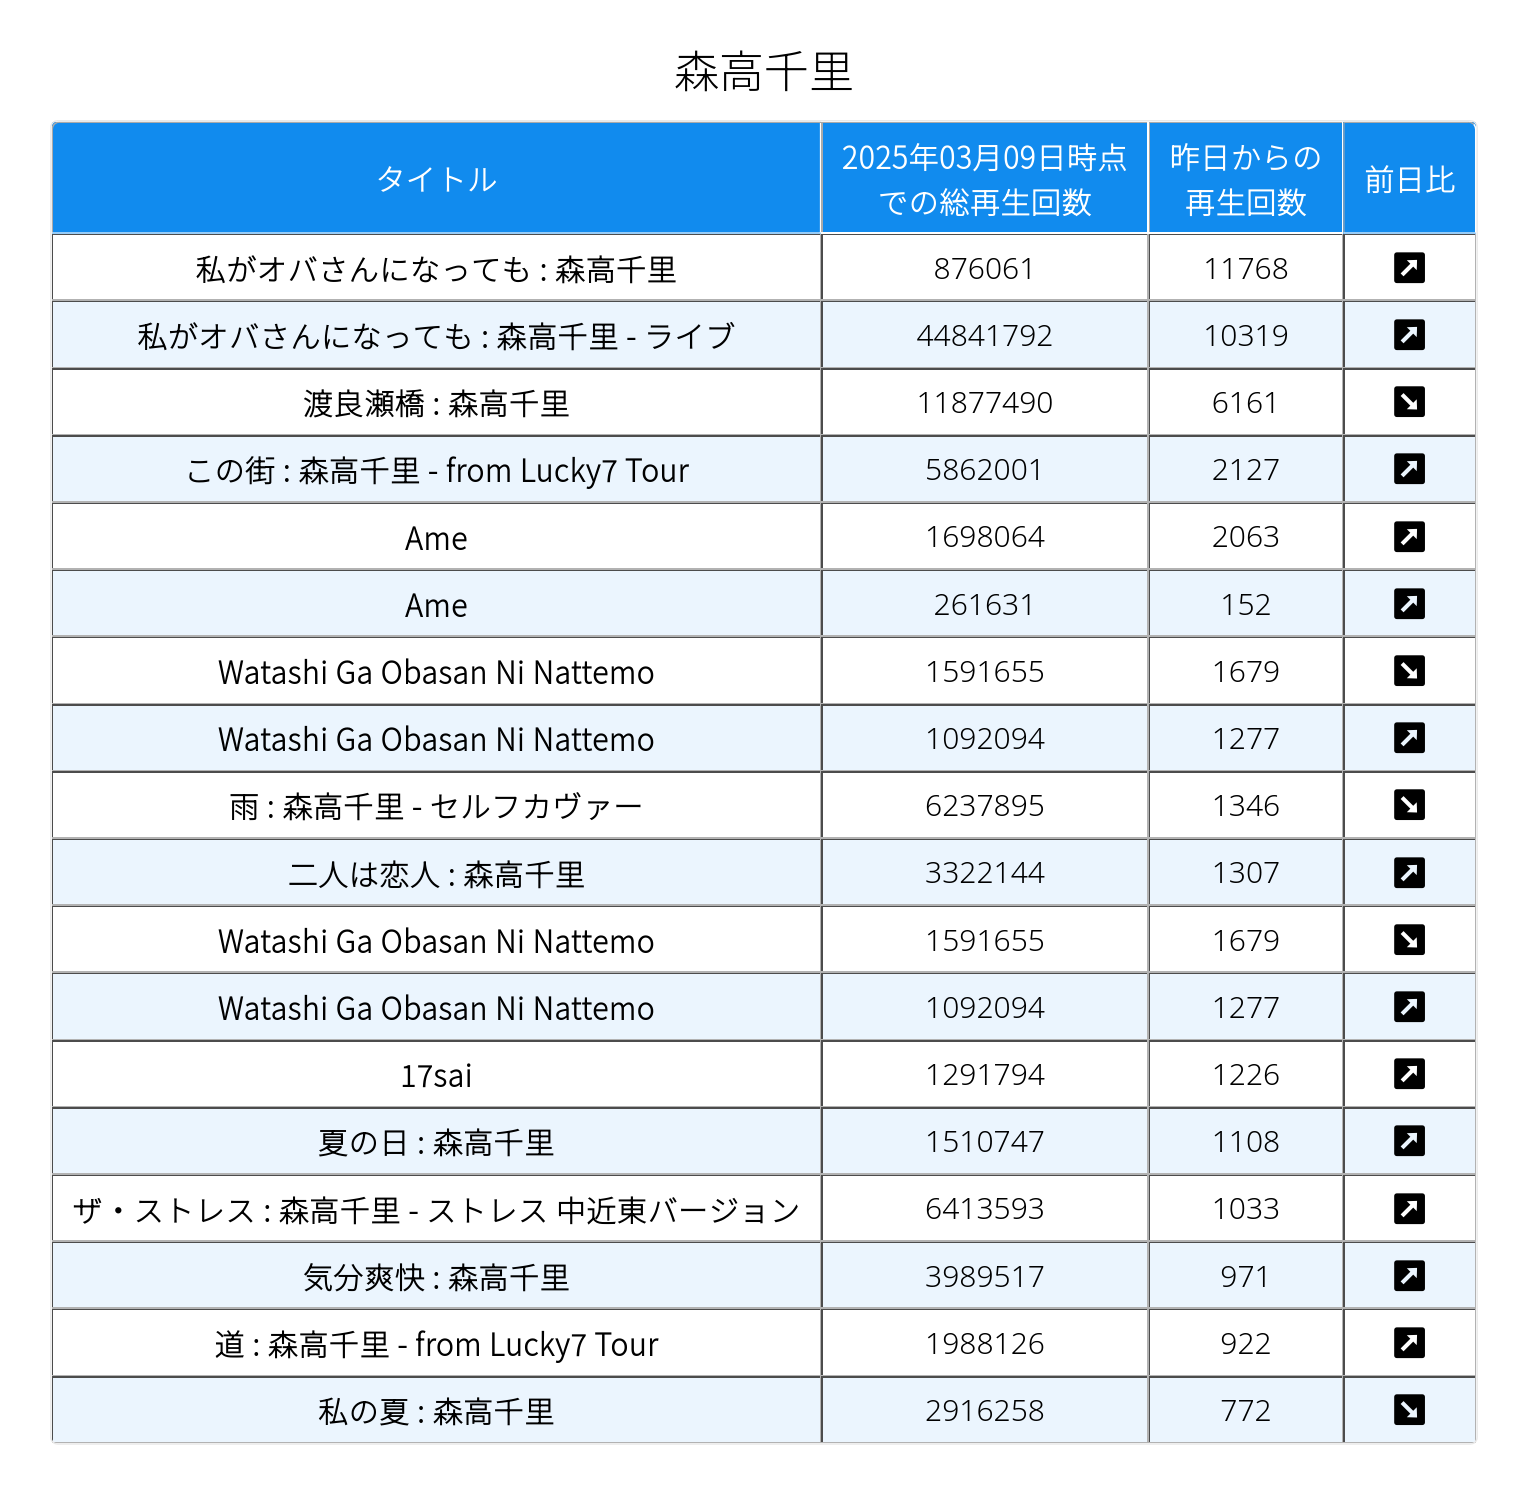 森高千里
タイトル 2025年03月09日時点での総再生回数 昨日からの再生回数 前日比
私がオバさんになっても : 森高千里 876061 11768
私がオバさんになっても : 森高千里 - ライブ 44841792 10319
渡良瀬橋 : 森高千里 11877490 6161
この街 : 森高千里 - from Lucky7 Tour 5862001 2127
Ame 1698064 2063
Ame 261631 152
Watashi Ga Obasan Ni Nattemo 1591655 1679
Watashi Ga Obasan Ni Nattemo 1092094 1277
雨 : 森高千里 - セルフカヴァー 6237895 1346
二人は恋人 : 森高千里 3322144 1307
Watashi Ga Obasan Ni Nattemo 1591655 1679
Watashi Ga Obasan Ni Nattemo 1092094 1277
17sai 1291794 1226
夏の日 : 森高千里 1510747 1108
ザ・ストレス : 森高千里 - ストレス 中近東バージョン 6413593 1033
気分爽快 : 森高千里 3989517 971
道 : 森高千里 - from Lucky7 Tour 1988126 922
私の夏 : 森高千里 2916258 772